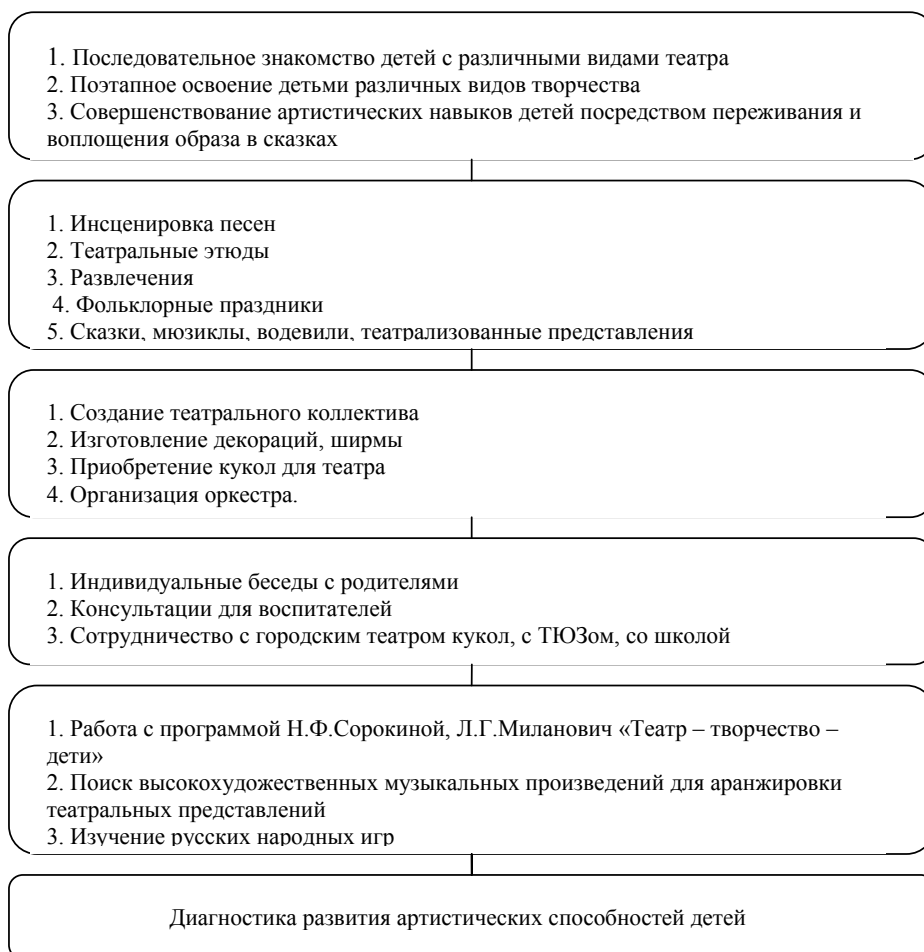 1. Последовательное знакомство детей с различными видами театра
2. Поэтапное освоение детьми различных видов творчества
3. Совершенствование артистических навыков детей посредством переживания и
воплощения образа в сказках
1. Инсценировка песен
2. Театральные этюды
3. Развлечения
4. Фольклорные праздники
5. Сказки, мюзиклы, водевили, театрализованные представления
1. Создание театрального коллектива
2. Изготовление декораций, ширмы
3. Приобретение кукол для театра
4. Организация оркестра.
1. Индивидуальные беседы с родителями
2. Консультации для воспитателей
3. Сотрудничество с городским театром кукол, с ТЮЗом, со школой
1. Работа с программой Н.Ф.Сорокиной, Л.Г.Миланович «Театр – творчество –
дети»
2. Поиск высокохудожественных музыкальных произведений для аранжировки
театральных представлений
3. Изучение русских народных игр
Диагностика развития артистических способностей детей